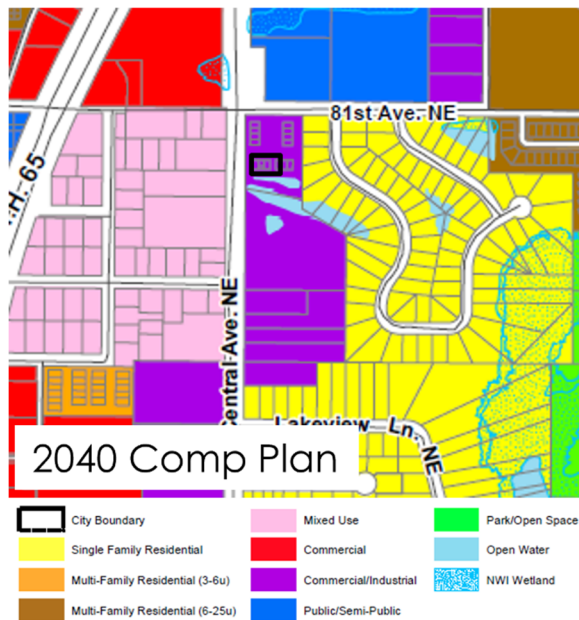 81st Ave. NE
T.H. 65
Central Ave. NE
Lakeview Ln. NE
2040 Comp Plan
City Boundary
Mixed Use
Park/Open Space
Single Family Residential
Commercial
Open Water
Multi-Family Residential (3-6u)
Commercial/Industrial
NWI Wetland
Multi-Family Residential (6-25u)
Public/Semi-Public